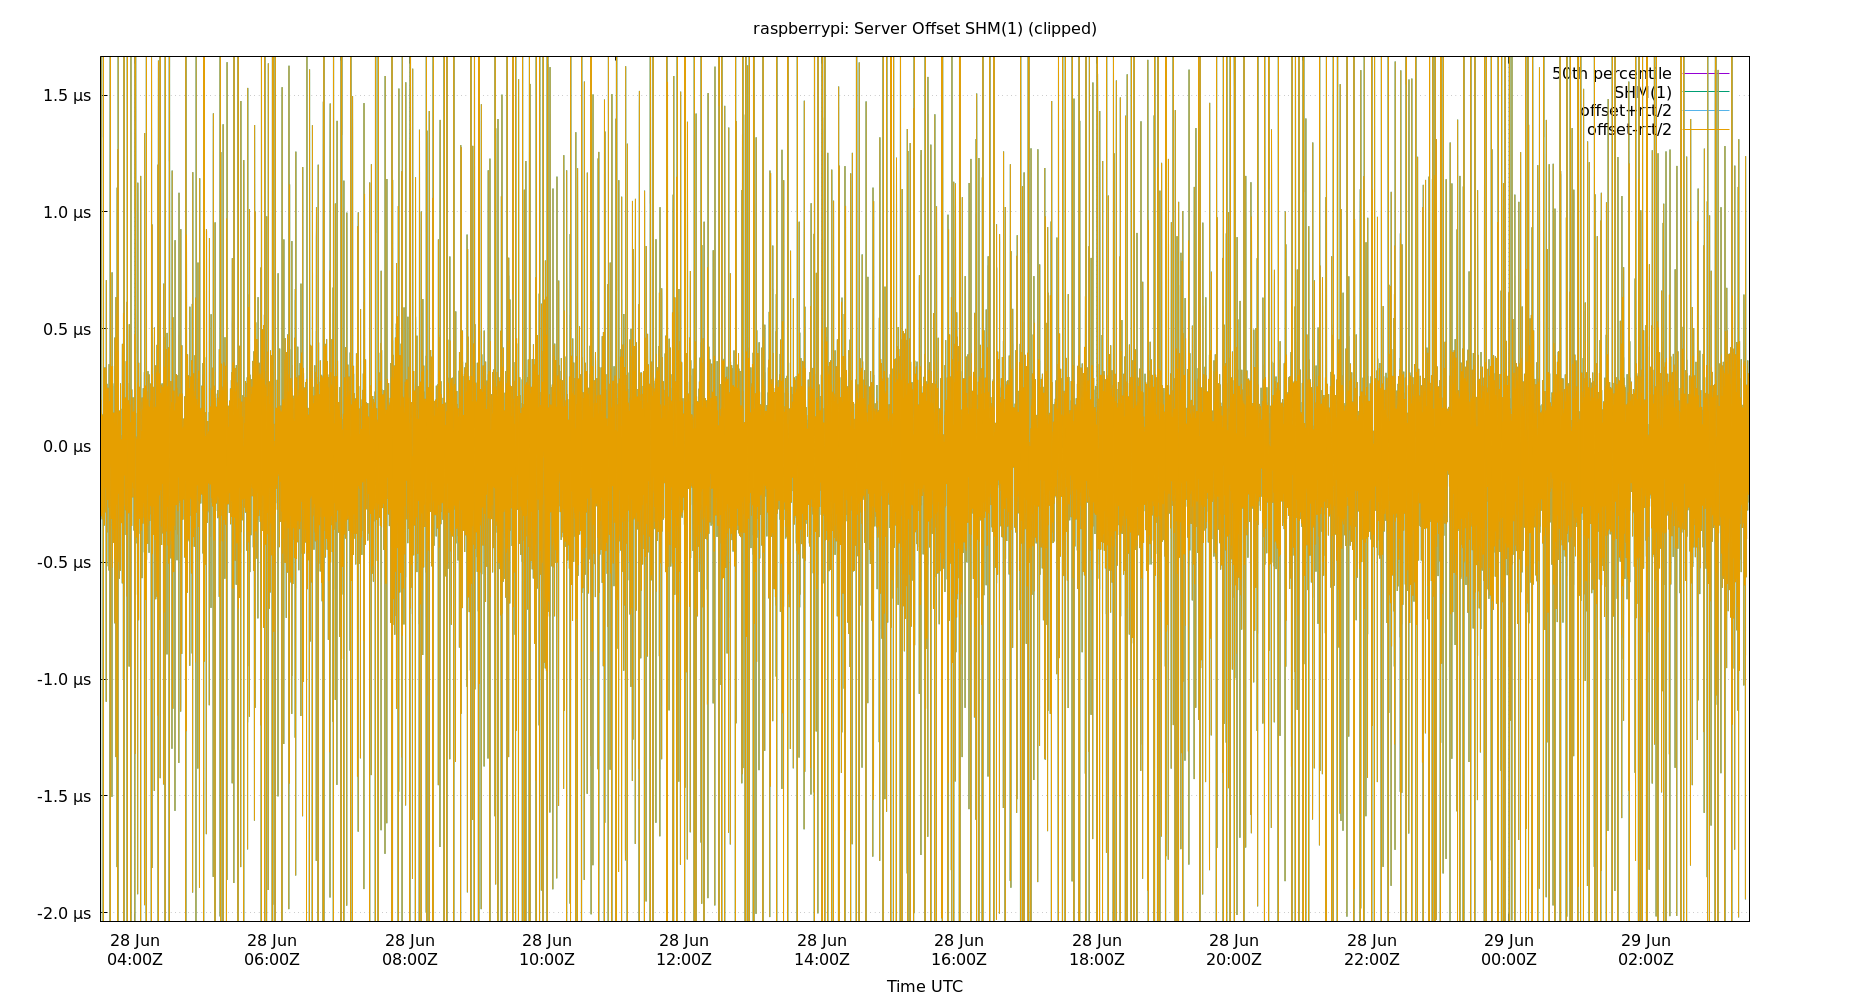 raspberrypi: Server Offset SHM(1) (clipped)
50th percentile
SHM(1)
offset+rtt/2
offset-rtt/2
1.5 µs
1.0 µs
0.5 µs
0.0 µs
-0.5 µs
-1.0 µs
-1.5 µs
-2.0 µs
28 Jun 28 Jun 28 Jun 28 Jun 28 Jun 28 Jun 28 Jun 28 Jun 28 Jun 28 Jun 29 Jun 29 Jun
04:00Z 06:00Z 08:00Z 10:00Z 12:00Z 14:00Z 16:00Z 18:00Z 20:00Z 22:00Z 00:00Z 02:00Z
Time UTC